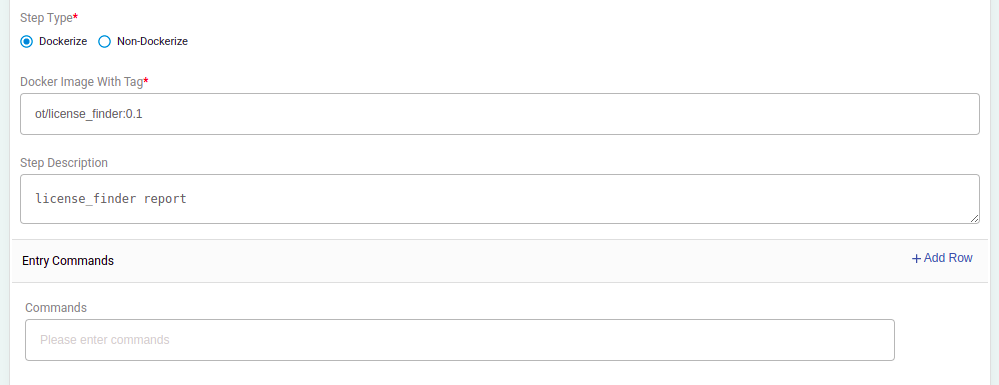 Step Type*
Dockerize Non-Dockerize
Docker Image With Tag*
ot/license_finder:0.1
Step Description
license_finder report
Entry Commands + Add Row
Commands
Please enter commands